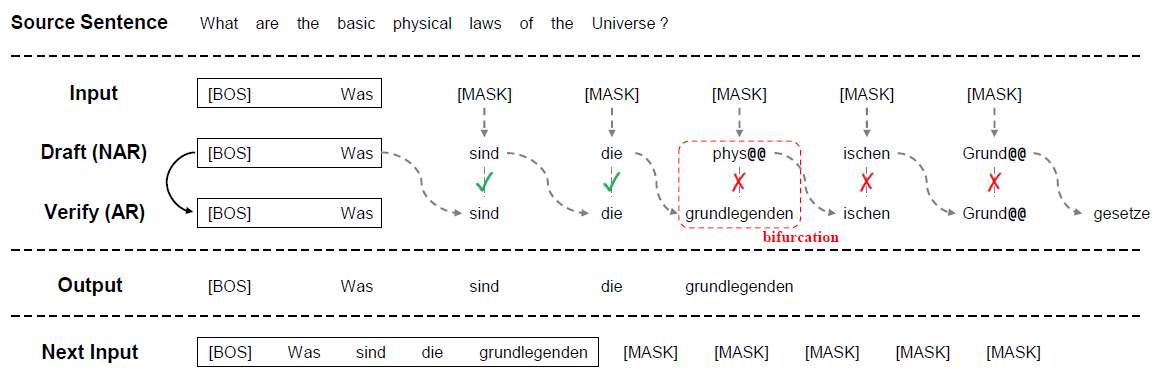 Source Sentence What are the basic physical laws of the Universe ?
Input [BOS] Was [MASK] [MASK] [MASK] [MASK] [MASK]
Draft (NAR) [BOS] Was sind die phys@@ ischen Grund@@
Verify (AR) [BOS] Was sind die grundlegenden ischen Grund@@ gesetze
bifurcation
Output [BOS] Was sind die grundlegenden
Next Input [BOS] Was sind die grundlegenden [MASK] [MASK] [MASK] [MASK] [MASK]